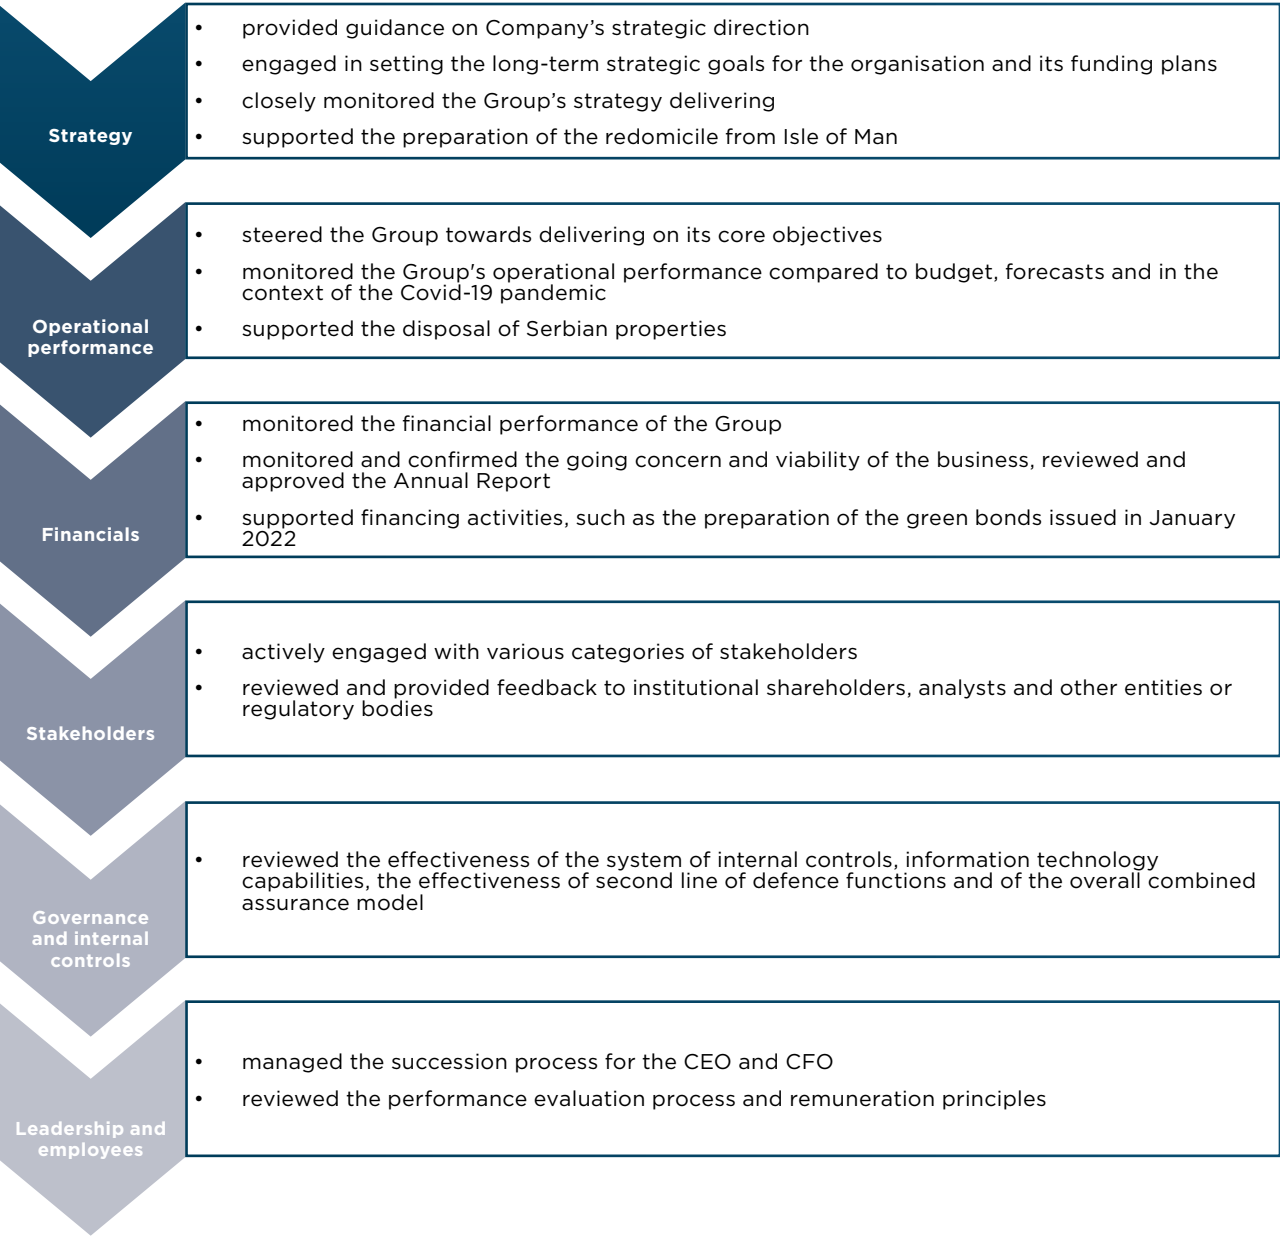 Strategy
• provided guidance on Company’s strategic direction
• engaged in setting the long-term strategic goals for the organisation and its funding plans
• closely monitored the Group’s strategy delivering
• supported the preparation of the redomicile from Isle of Man
Operational
performance
• steered the Group towards delivering on its core objectives
• monitored the Group's operational performance compared to budget, forecasts and in the
context of the Covid-19 pandemic
• supported the disposal of Serbian properties
Financials
• monitored the financial performance of the Group
• monitored and confirmed the going concern and viability of the business, reviewed and
approved the Annual Report
• supported financing activities, such as the preparation of the green bonds issued in January
2022
Stakeholders
• actively engaged with various categories of stakeholders
• reviewed and provided feedback to institutional shareholders, analysts and other entities or
regulatory bodies
Governance
and internal
controls
• reviewed the effectiveness of the system of internal controls, information technology
capabilities, the effectiveness of second line of defence functions and of the overall combined
assurance model
Leadership and
employees
• managed the succession process for the CEO and CFO
• reviewed the performance evaluation process and remuneration principles